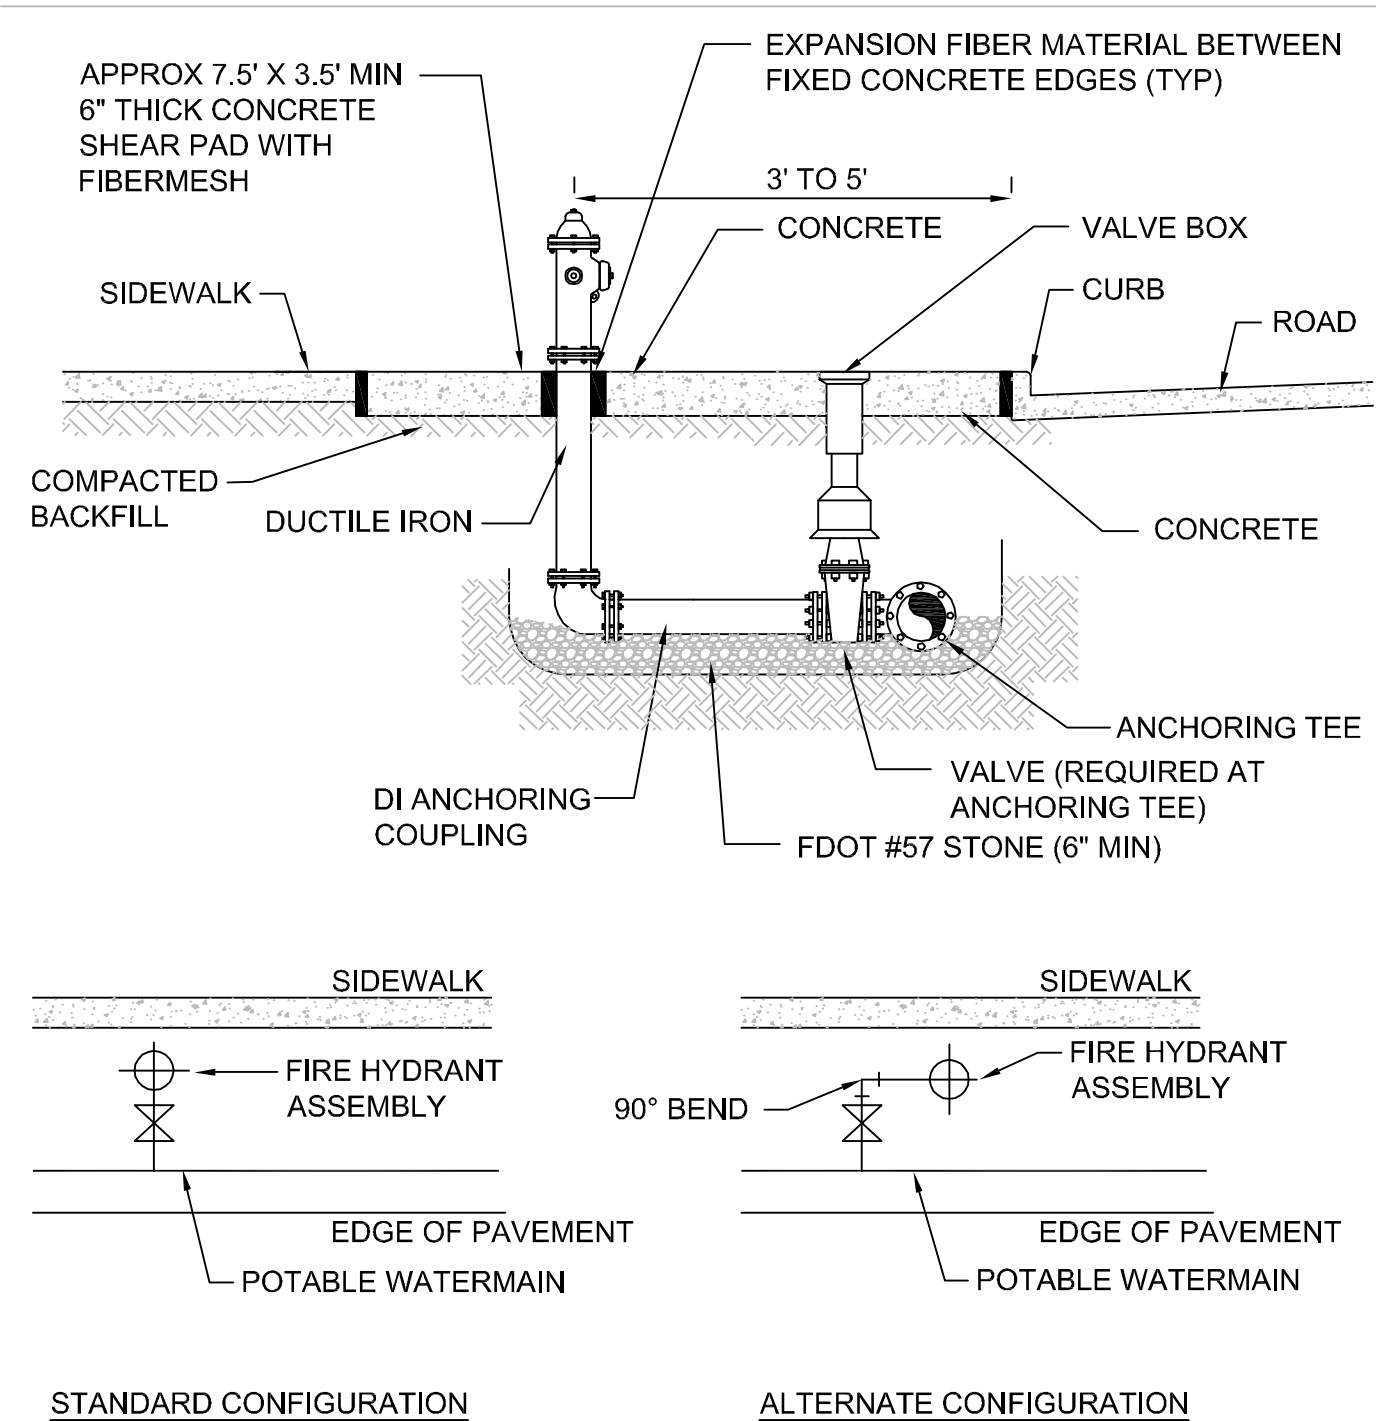 EXPANSION FIBER MATERIAL BETWEEN
FIXED CONCRETE EDGES (TYP)
APPROX 7.5' X 3.5' MIN
6" THICK CONCRETE
SHEAR PAD WITH
FIBERMESH
3' TO 5'
CONCRETE
VALVE BOX
SIDEWALK
CURB
ROAD
COMPACTED
BACKFILL
DUCTILE IRON
CONCRETE
ANCHORING TEE
VALVE (REQUIRED AT
ANCHORING TEE)
DI ANCHORING
COUPLING
FDOT #57 STONE (6" MIN)
SIDEWALK
FIRE HYDRANT
ASSEMBLY
EDGE OF PAVEMENT
POTABLE WATERMAIN
STANDARD CONFIGURATION
SIDEWALK
FIRE HYDRANT
ASSEMBLY
90° BEND
EDGE OF PAVEMENT
POTABLE WATERMAIN
ALTERNATE CONFIGURATION